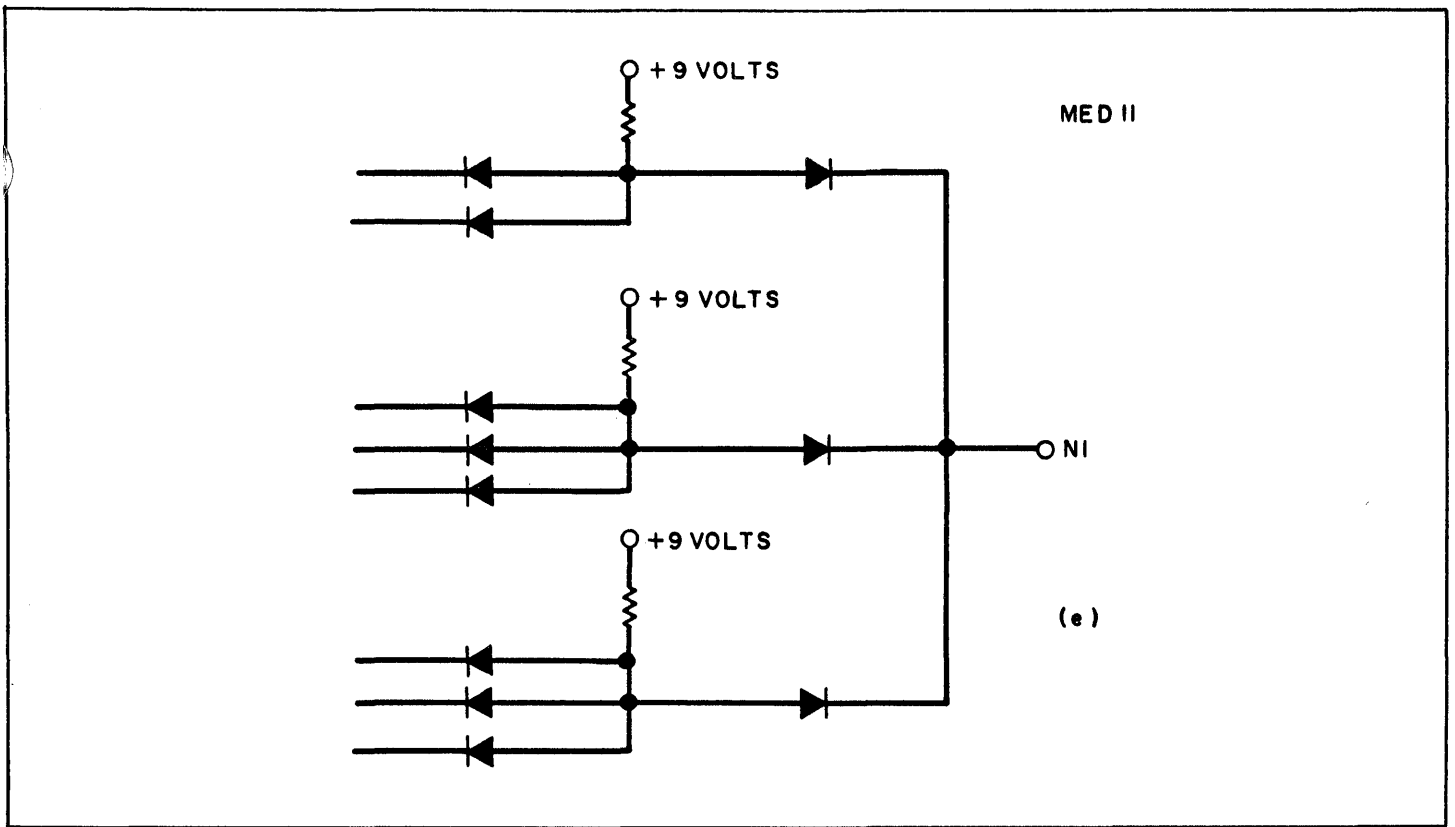 + 9 VOLTS
MED II
+ 9 VOLTS
NI
+9 VOLTS
(e)